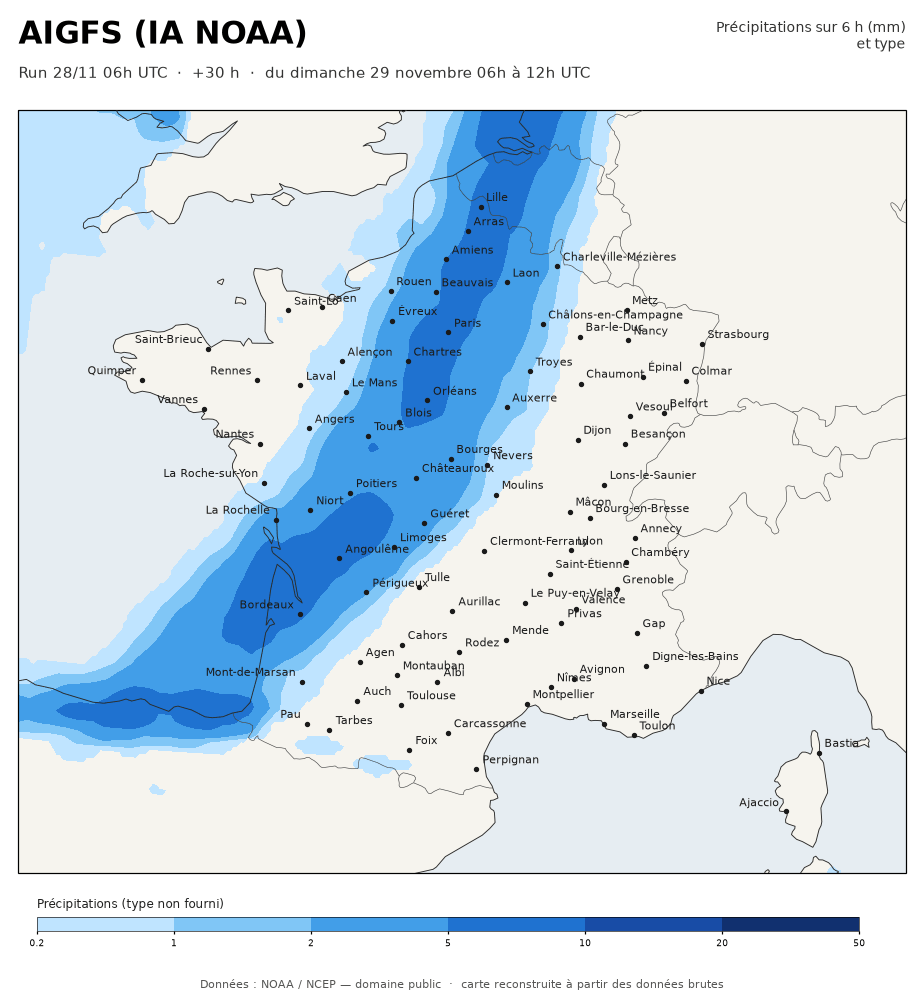 AIGFS (IA NOAA)
Précipitations sur 6 h (mm)
et type
Run 28/11 06h UTC · +30 h · du dimanche 29 novembre 06h à 12h UTC
Lille
Arras
Amiens
Charleville-Mézières
Laon
Rouen
Beauvais
Saint-Lô
Caen
Metz
Évreux
Châlons-en-Champagne
Paris
Bar-le-Duc
Nancy
Strasbourg
Saint-Brieuc
Alençon
Chartres
Troyes
Quimper
Rennes
Laval
Le Mans
Chaumont
Épinal
Colmar
Vannes
Orléans
Auxerre
Blois
Vesoul
Belfort
Angers
Tours
Nantes
Dijon
Besançon
Bourges
Nevers
La Roche-sur-Yon
Châteauroux
Lons-le-Saunier
Poitiers
Moulins
Niort
Mâcon
La Rochelle
Guéret
Bourg-en-Bresse
Limoges
Clermont-Ferrand
Lyon
Annecy
Angoulême
Chambéry
Saint-Étienne
Périgueux
Tulle
Grenoble
Bordeaux
Aurillac
Le Puy-en-Velay
Valence
Privas
Cahors
Rodez
Mende
Gap
Agen
Mont-de-Marsan
Montauban
Albi
Nîmes
Avignon
Digne-les-Bains
Nice
Auch
Toulouse
Montpellier
Pau
Tarbes
Carcassonne
Marseille
Toulon
Foix
Perpignan
Bastia
Ajaccio
Précipitations (type non fourni)
0.2 1 2 5 10 20 50
Données : NOAA / NCEP — domaine public · carte reconstruite à partir des données brutes